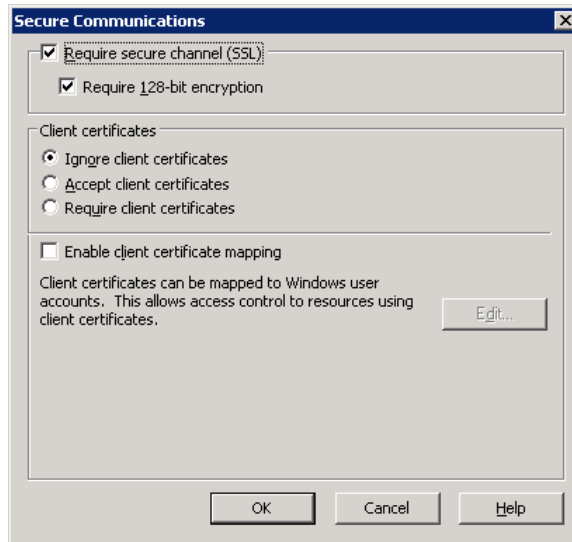 Secure Communications
Require secure channel (SSL)
Require 128-bit encryption
Client certificates
Ignore client certificates
Accept client certificates
Require client certificates
Enable client certificate mapping
Client certificates can be mapped to Windows user
accounts. This allows access control to resources using
client certificates.
Edit...
OK
Cancel
Help